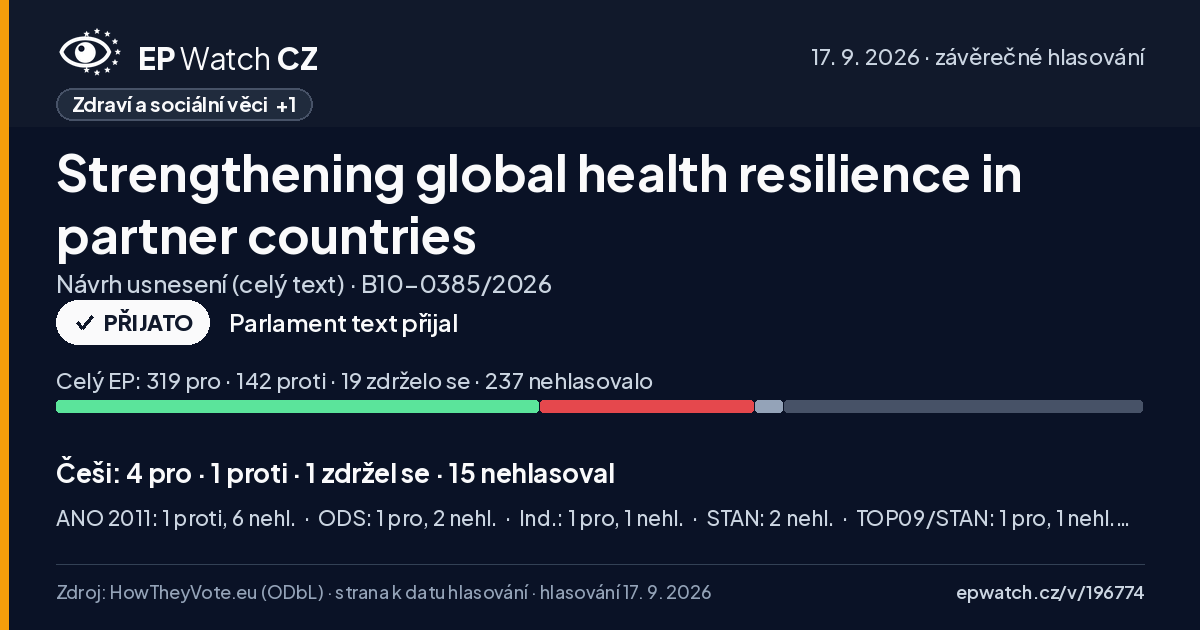 EP Watch CZ
17. 9. 2026 · závěrečné hlasování
Zdraví a sociální věci +1
Strengthening global health resilience in
partner countries
Návrh usnesení (celý text) · B10–0385/2026
✓ PŘIJATO Parlament text přijal
Celý EP: 319 pro · 142 proti · 19 zdrželo se · 237 nehlasovalo
Češi: 4 pro · 1 proti · 1 zdržel se · 15 nehlasoval
ANO 2011: 1 proti, 6 nehl. · ODS: 1 pro, 2 nehl. · Ind.: 1 pro, 1 nehl. · STAN: 2 nehl. · TOP09/STAN: 1 pro, 1 nehl.…
Zdroj: HowTheyVote.eu (ODbL) · strana k datu hlasování · hlasování 17. 9. 2026
epwatch.cz/v/196774